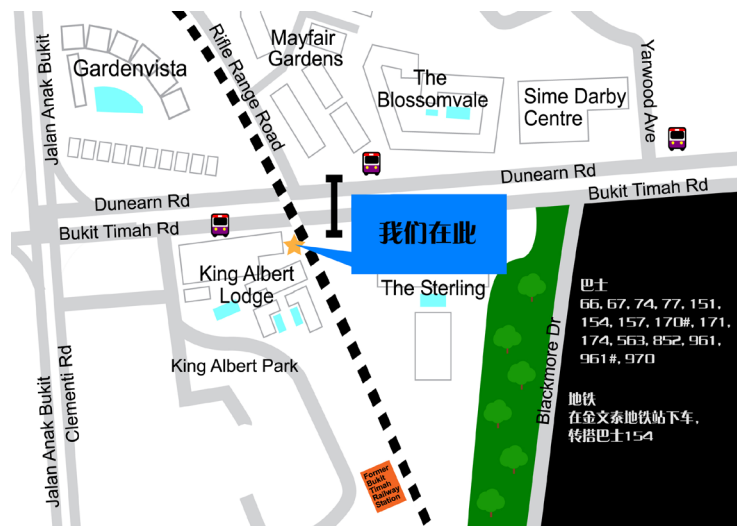 Jalan Anak Bukit
Gardenvista
Rifle Range Road
Mayfair
Gardens
The
Blossomvale
Sime Darby
Centre
Yarwood Ave
Dunearn Rd
Dunearn Rd
Bukit Timah Rd
Bukit Timah Rd
我们在此
King Albert
Lodge
The Sterling
King Albert Park
Jalan Anak Bukit
Clementi Rd
Former
Bukit
Timah
Railway
Station
Blackmore Dr
巴士
66, 67, 74, 77, 151,
154, 157, 170#, 171,
174, 563, 852, 961,
961#, 970
地铁
在金文泰地铁站下车，
转搭巴士154